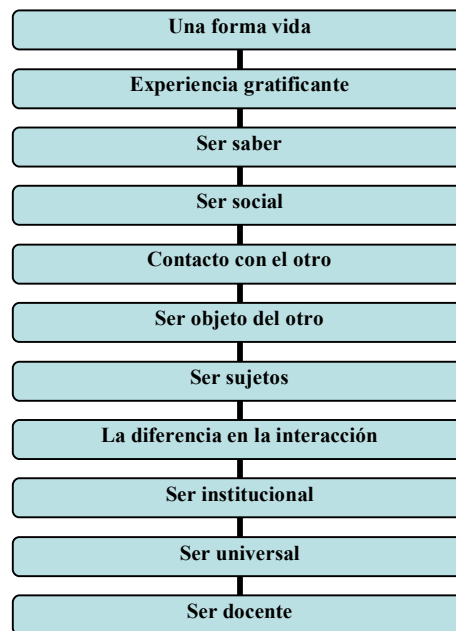 Una forma vida
Experiencia gratificante
Ser saber
Ser social
Contacto con el otro
Ser objeto del otro
Ser sujetos
La diferencia en la interacción
Ser institucional
Ser universal
Ser docente